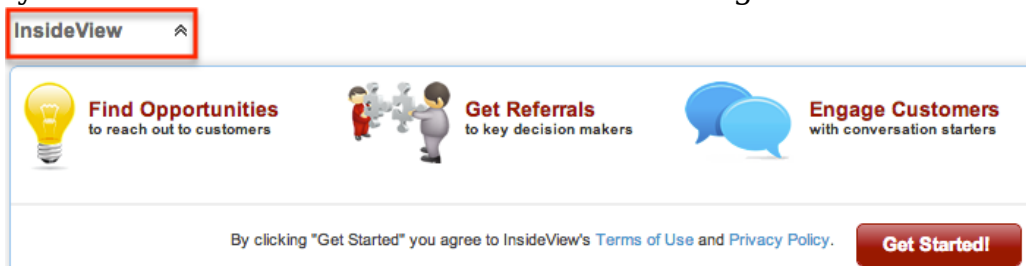 InsideView
Find Opportunities
to reach out to customers
Get Referrals
to key decision makers
Engage Customers
with conversation starters
By clicking "Get Started" you agree to InsideView's Terms of Use and Privacy Policy.
Get Started!